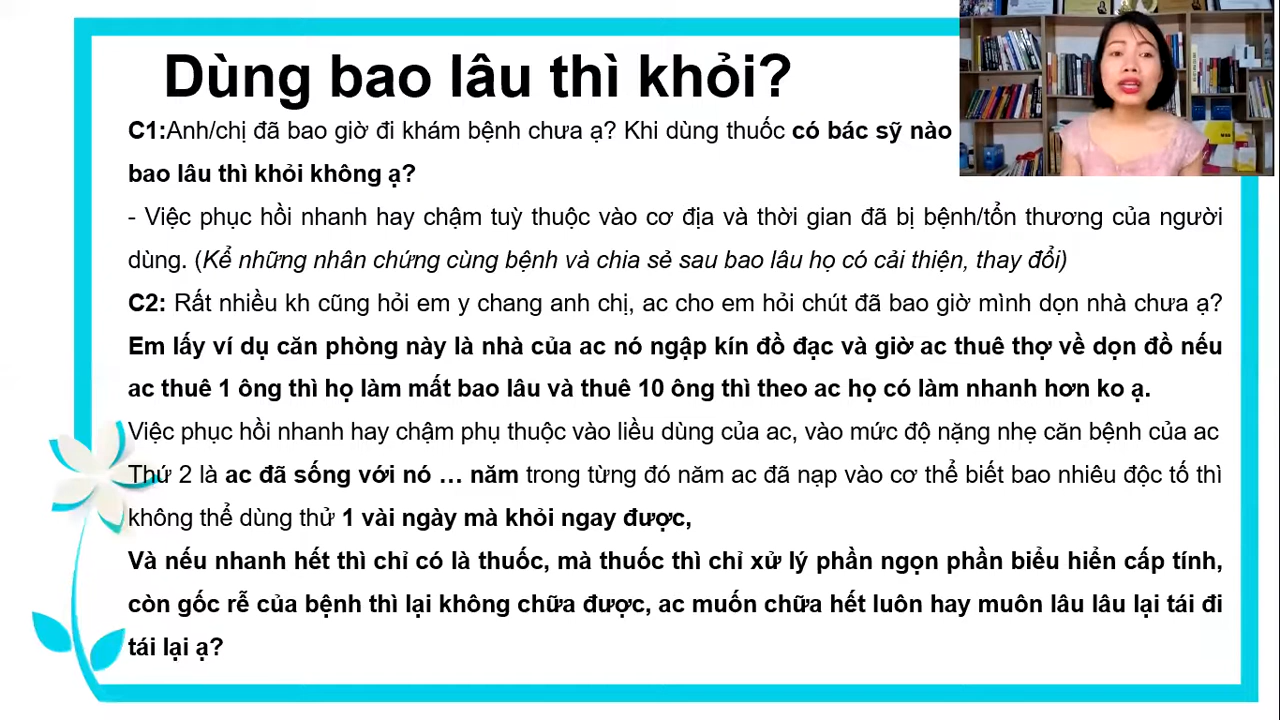 Dùng bao lâu thì khỏi?
C1:Anh/chị đã bao giờ đi khám bệnh chưa ạ? Khi dùng thuốc có bác sỹ nào
bao lâu thì khỏi không ạ?
- Việc phục hồi nhanh hay chậm tuỳ thuộc vào cơ địa và thời gian đã bị bệnh/tổn thương của người
dùng. (Kể những nhân chứng cùng bệnh và chia sẻ sau bao lâu họ có cải thiện, thay đổi)
C2: Rất nhiều kh cũng hỏi em y chang anh chị, ac cho em hỏi chút đã bao giờ mình dọn nhà chưa ạ?
Em lấy ví dụ căn phòng này là nhà của ac nó ngập kín đồ đạc và giờ ac thuê thợ về dọn đồ nếu
ac thuê 1 ông thì họ làm mất bao lâu và thuê 10 ông thì theo ac họ có làm nhanh hơn ko ạ.
Việc phục hồi nhanh hay chậm phụ thuộc vào liều dùng của ac, vào mức độ nặng nhẹ căn bệnh của ac
Thứ 2 là ac đã sống với nó ... năm trong từng đó năm ac đã nạp vào cơ thể biết bao nhiêu độc tố thì
không thể dùng thử 1 vài ngày mà khỏi ngay được,
Và nếu nhanh hết thì chỉ có là thuốc, mà thuốc thì chỉ xử lý phần ngọn phần biểu hiển cấp tính,
còn gốc rễ của bệnh thì lại không chữa được, ac muốn chữa hết luôn hay muôn lâu lâu lại tái đi
tái lại ạ?